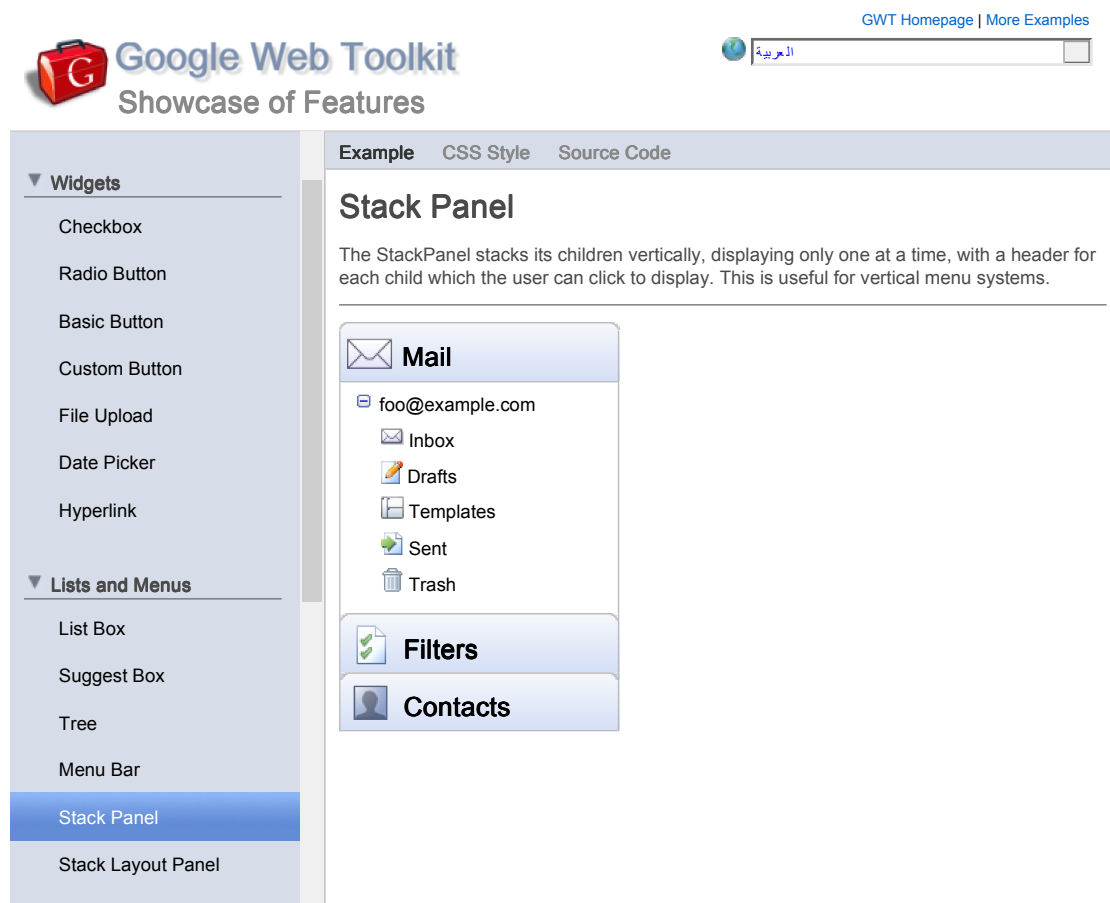 GWT Homepage | More Examples
العربية
G
Google Web Toolkit
Showcase of Features
Example CSS Style Source Code
Widgets
Checkbox
Radio Button
Basic Button
Custom Button
File Upload
Date Picker
Hyperlink
Lists and Menus
List Box
Suggest Box
Tree
Menu Bar
Stack Panel
Stack Layout Panel
Stack Panel
The StackPanel stacks its children vertically, displaying only one at a time, with a header for
each child which the user can click to display. This is useful for vertical menu systems.
Mail
foo@example.com
Inbox
Drafts
Templates
Sent
Trash
Filters
Contacts